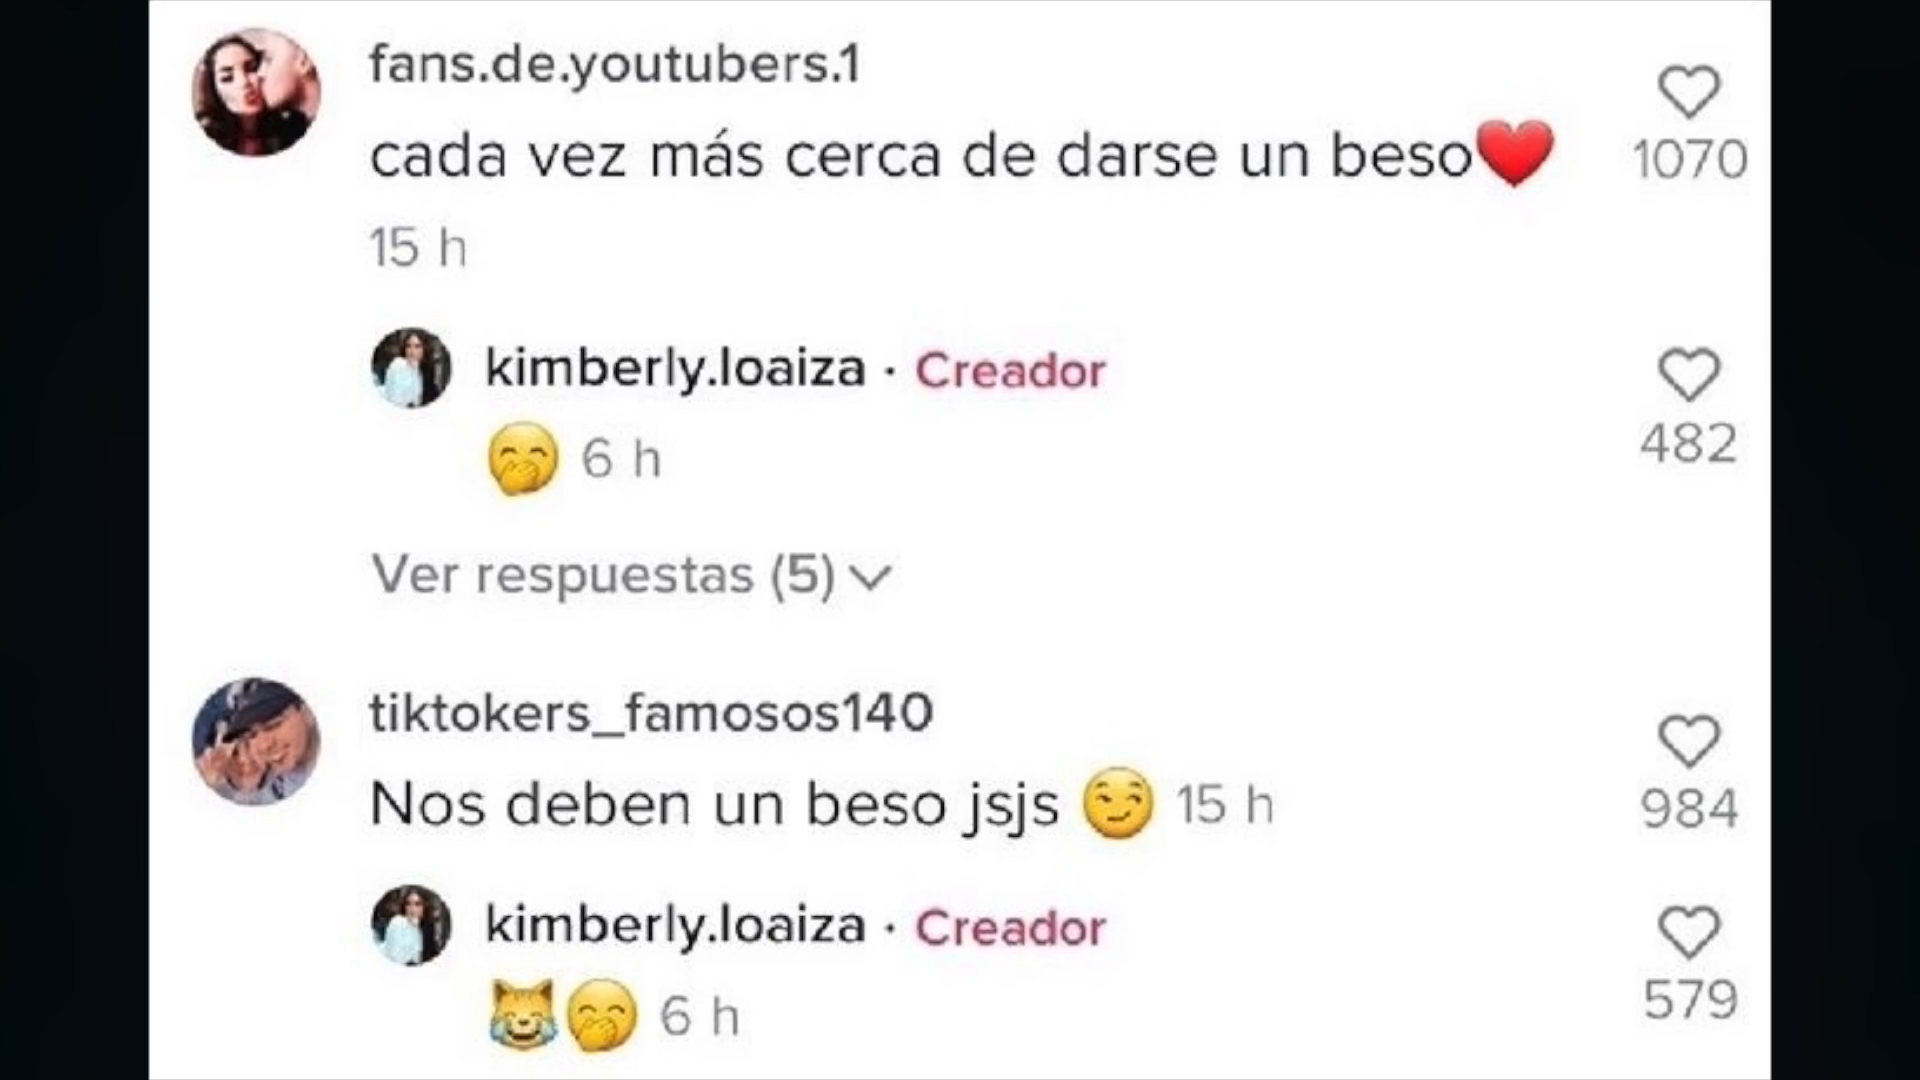 fans.de.youtubers.1
cada vez más cerca de darse un beso❤️
1070
15 h
kimberly.loaiza · Creador
🤭 6 h
482
Ver respuestas (5)
tiktokers_famosos140
Nos deben un beso jsjs 😏 15 h
984
kimberly.loaiza · Creador
😹🤭 6 h
579